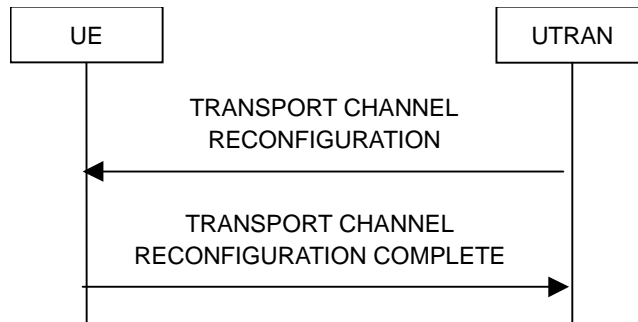 UE
UTRAN
TRANSPORT CHANNEL
RECONFIGURATION
TRANSPORT CHANNEL
RECONFIGURATION COMPLETE